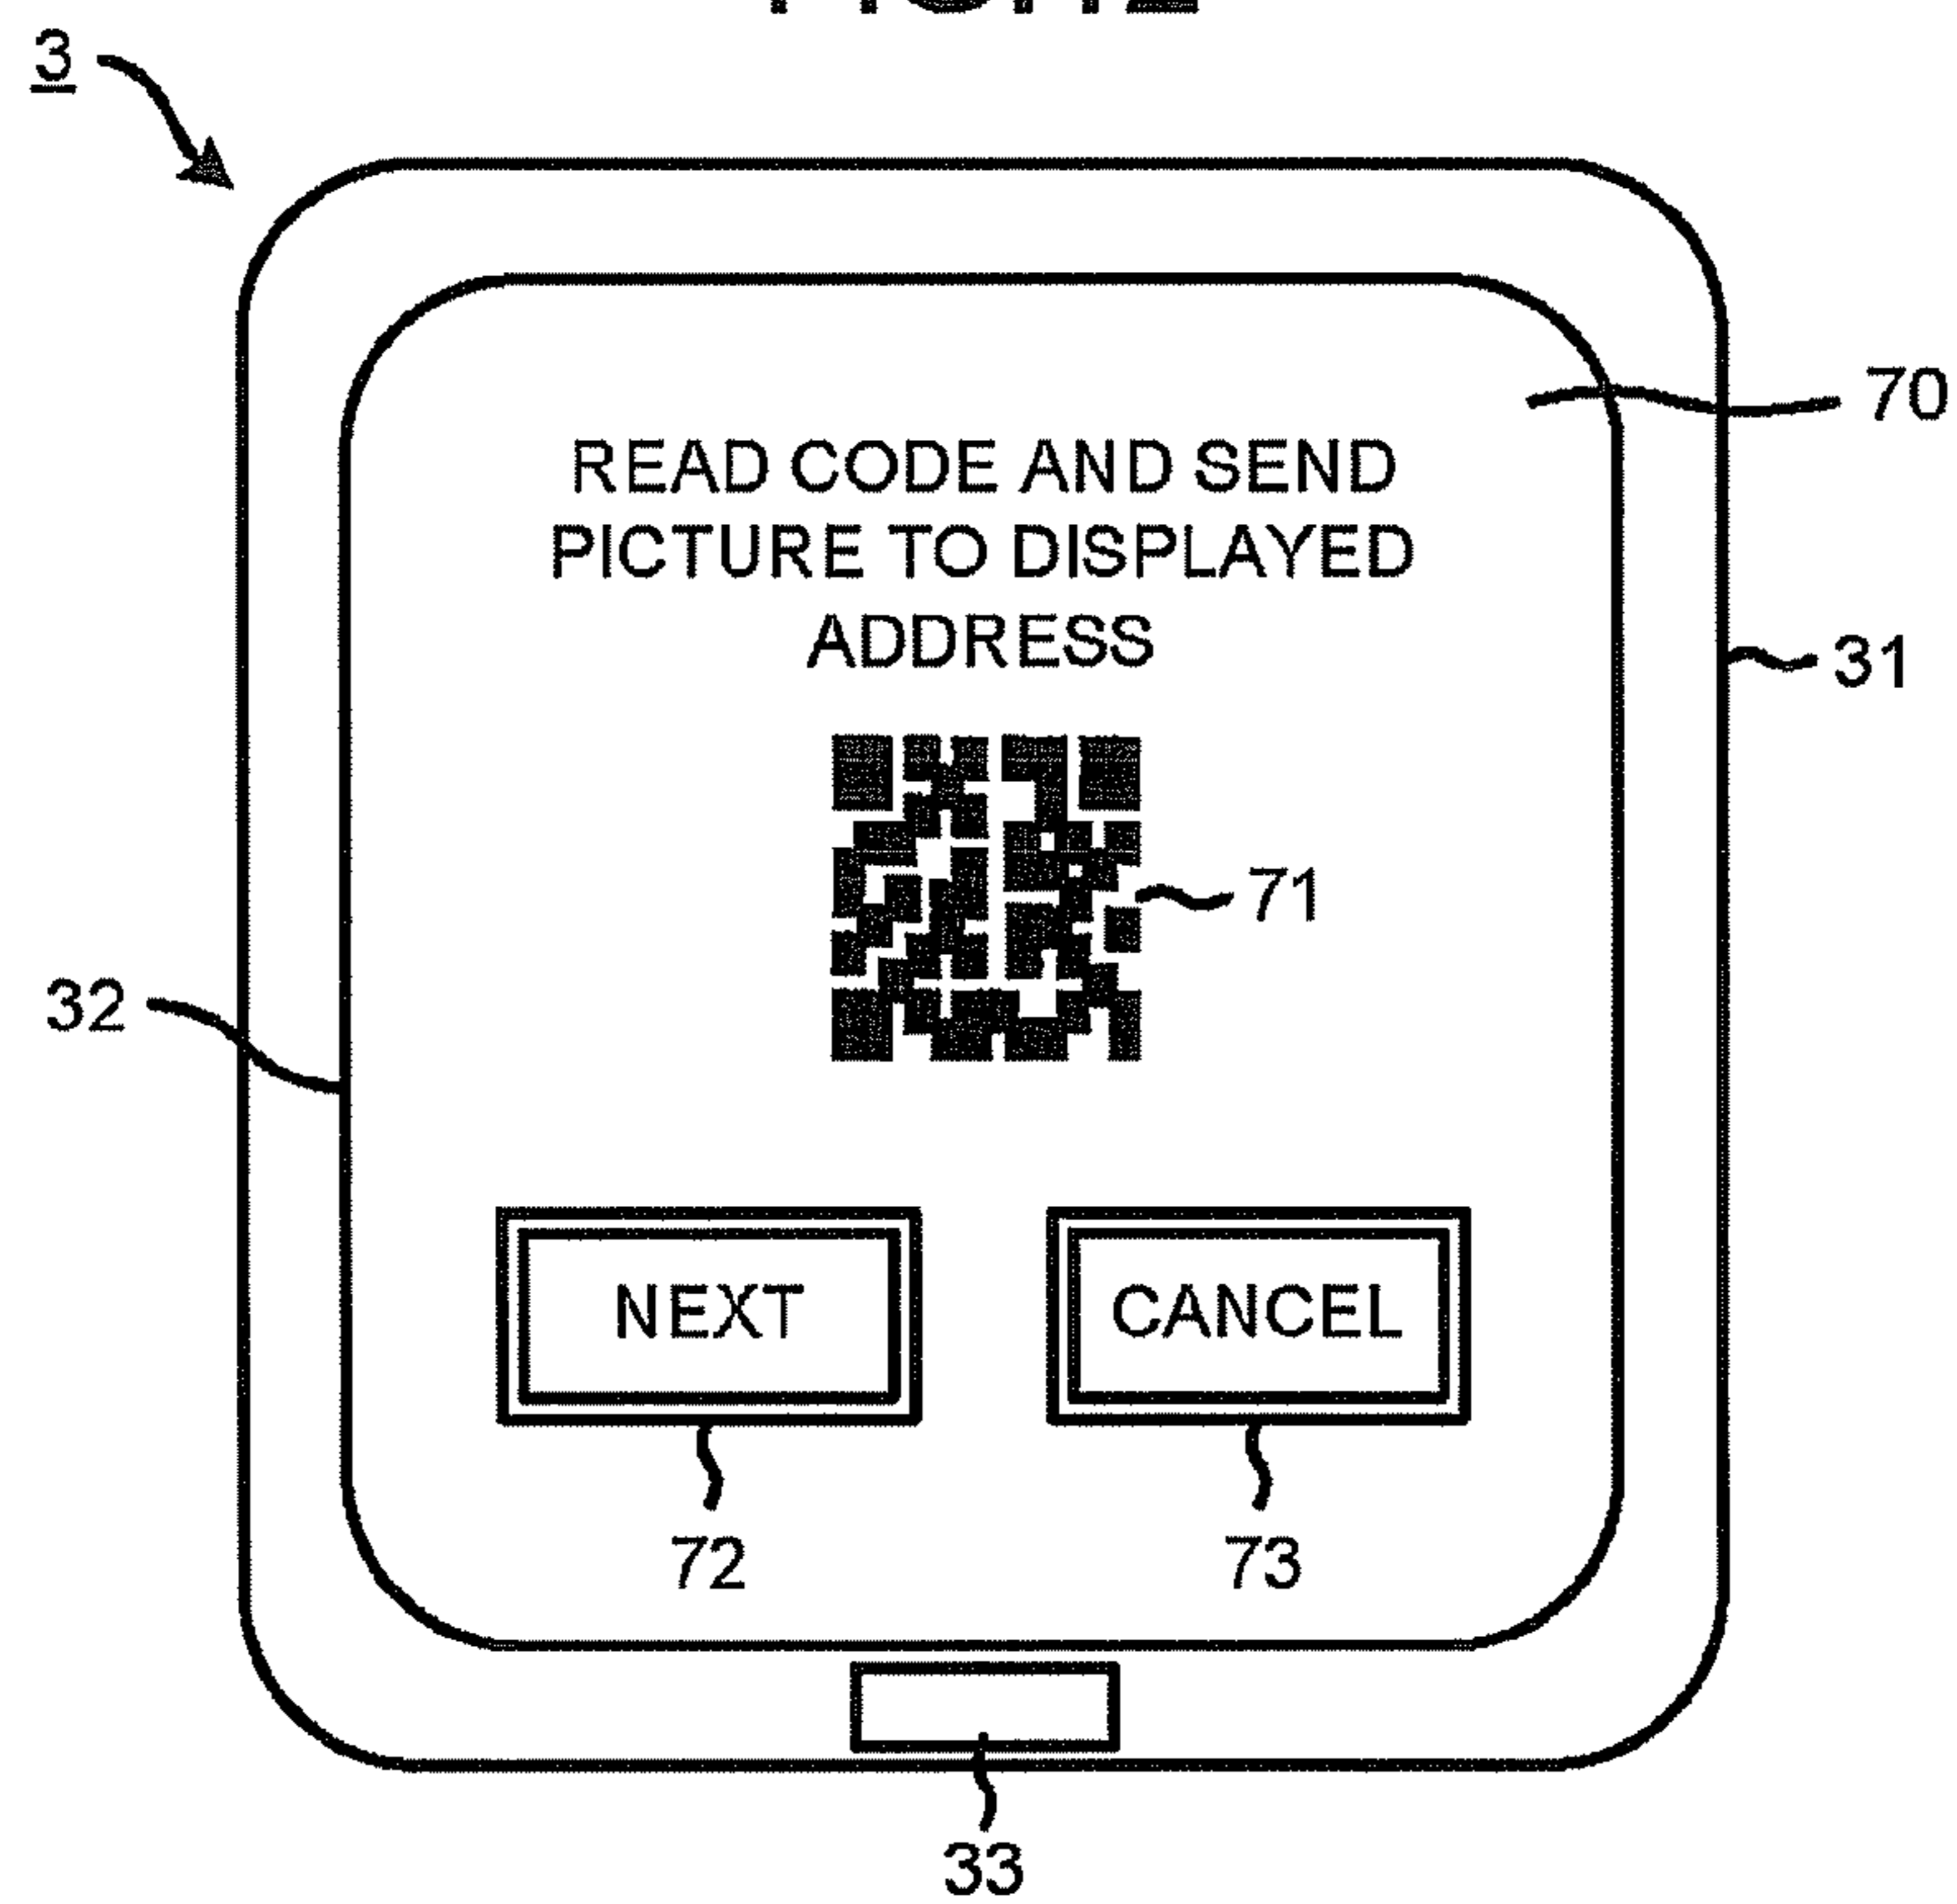 3
70
READ CODE AND SEND
PICTURE TO DISPLAYED
ADDRESS
31
71
32
NEXT
CANCEL
72
73
33